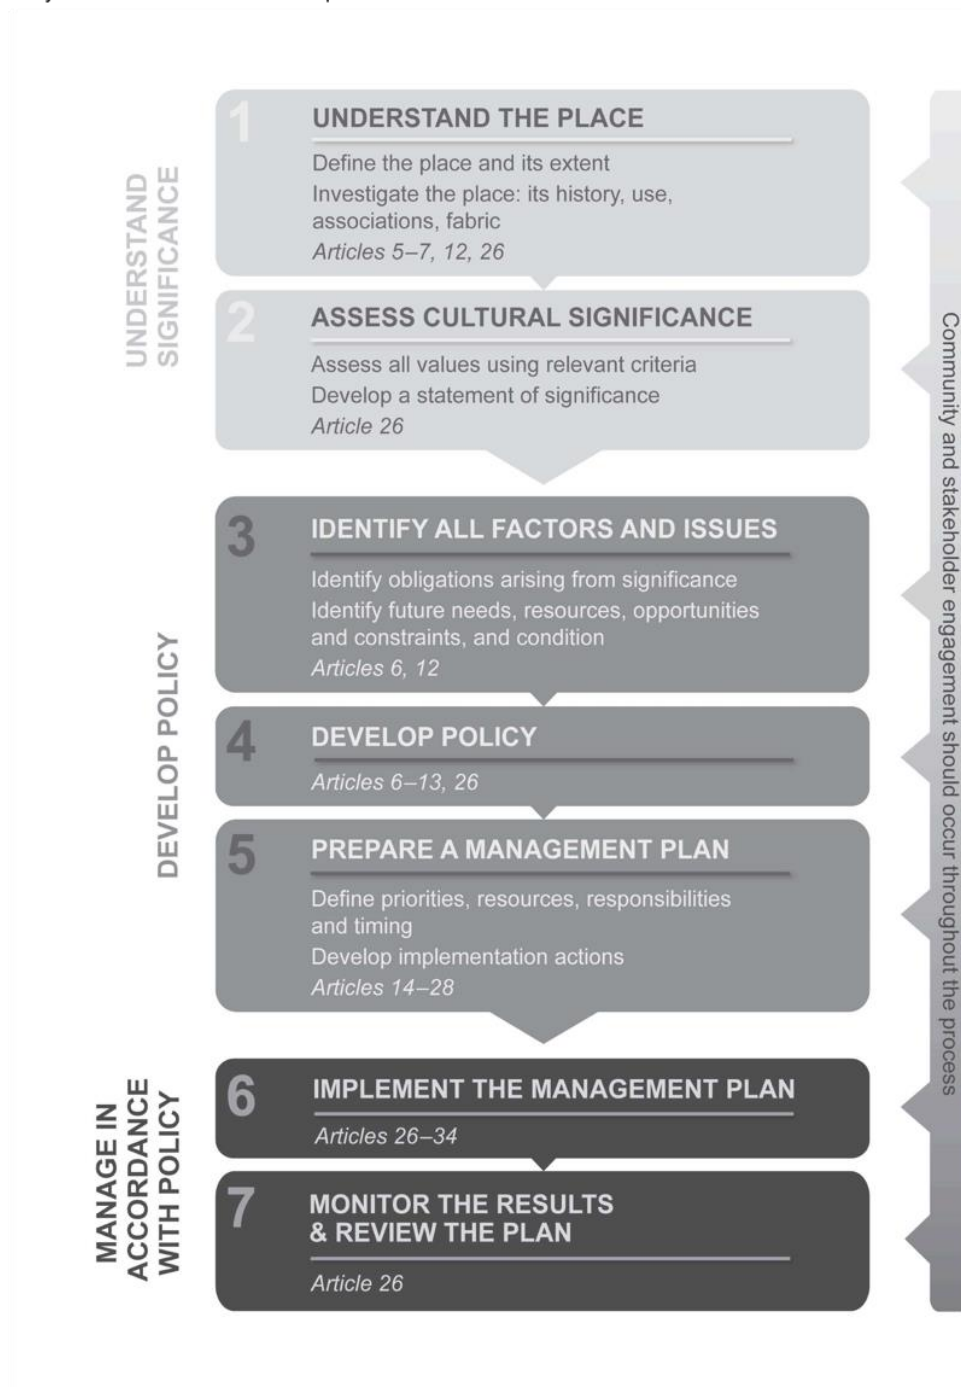 UNDERSTAND
SIGNIFICANCE
1
UNDERSTAND THE PLACE
Define the place and its extent
Investigate the place: its history, use,
associations, fabric
Articles 5–7, 12, 26
2
ASSESS CULTURAL SIGNIFICANCE
Assess all values using relevant criteria
Develop a statement of significance
Article 26
DEVELOP POLICY
3
IDENTIFY ALL FACTORS AND ISSUES
Identify obligations arising from significance
Identify future needs, resources, opportunities
and constraints, and condition
Articles 6, 12
4
DEVELOP POLICY
Articles 6–13, 26
5
PREPARE A MANAGEMENT PLAN
Define priorities, resources, responsibilities
and timing
Develop implementation actions
Articles 14–28
MANAGE IN
ACCORDANCE
WITH POLICY
6
IMPLEMENT THE MANAGEMENT PLAN
Articles 26–34
7
MONITOR THE RESULTS
& REVIEW THE PLAN
Article 26
Community and stakeholder engagement should occur throughout the process